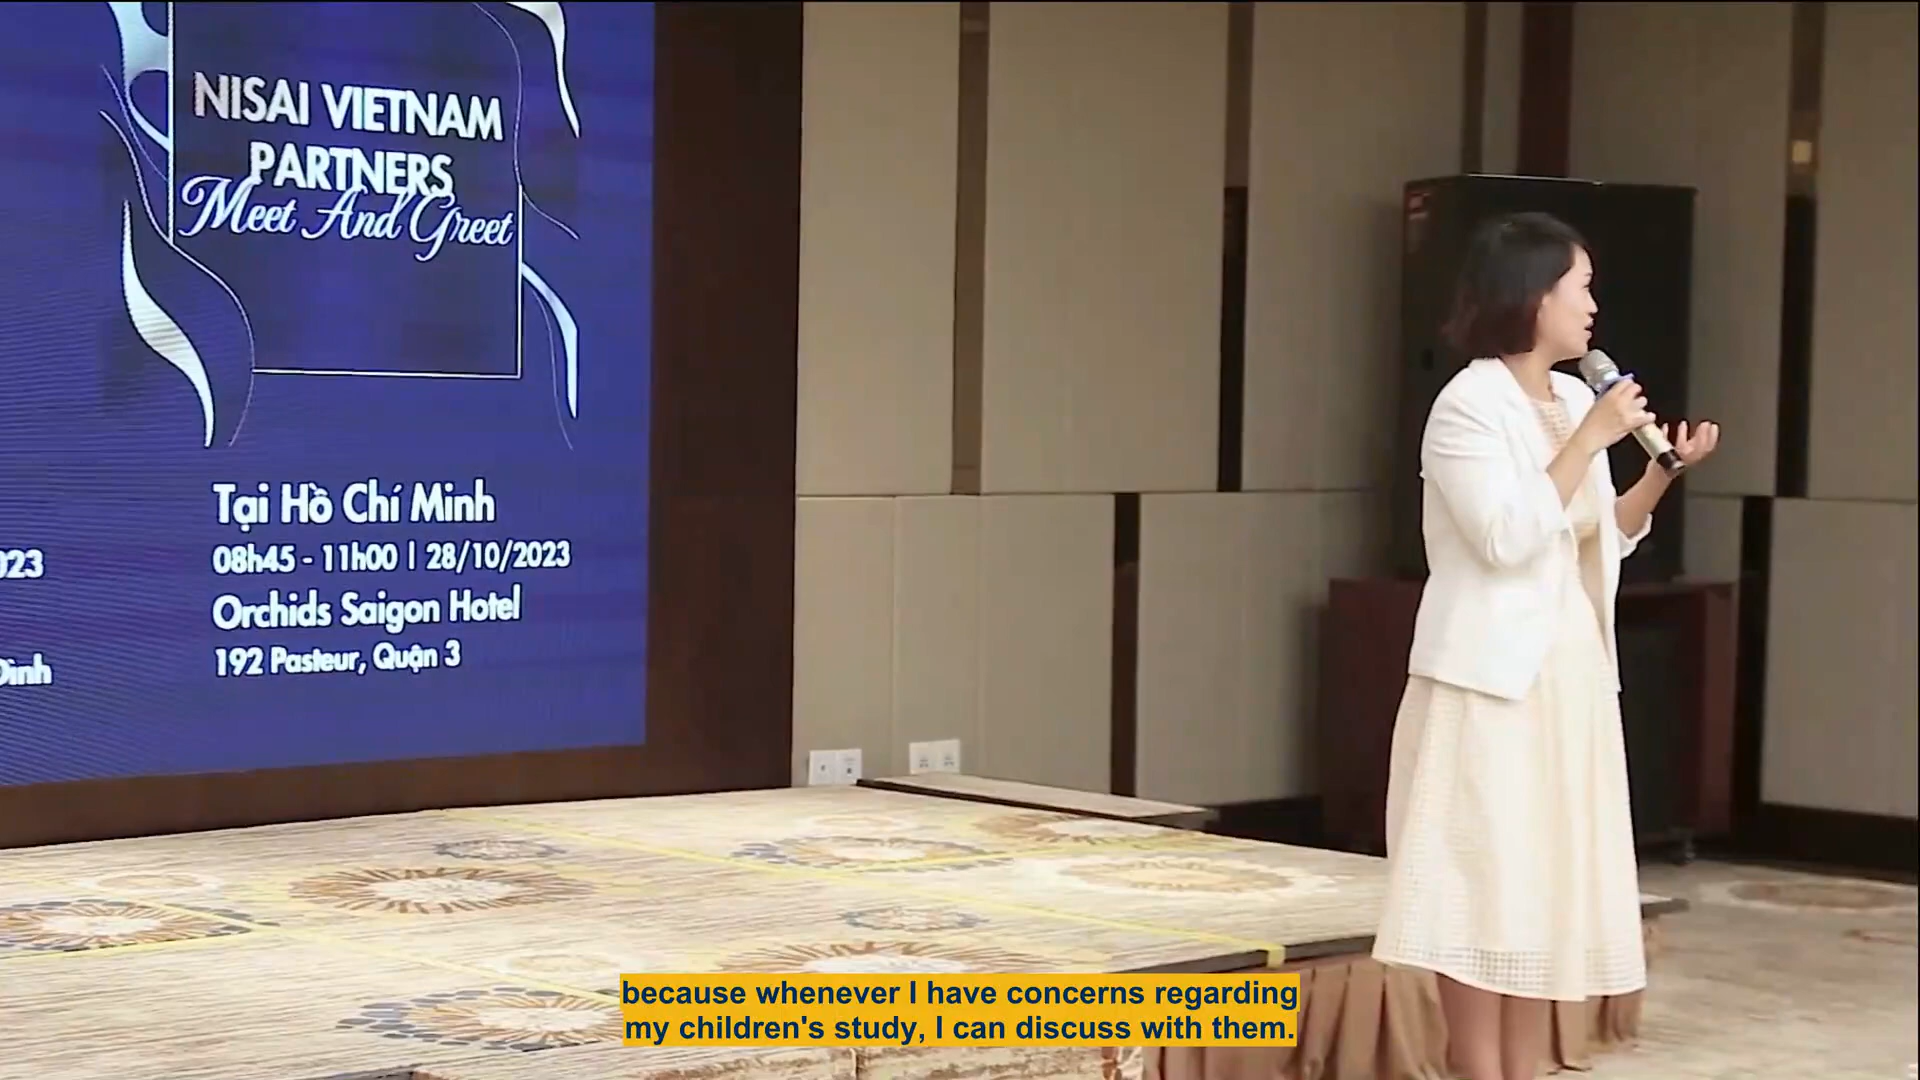 NISAI VIETNAM
PARTNERS
Meet And Greet
Tại Hồ Chí Minh
08h45 - 11h00 | 28/10/2023
Orchids Saigon Hotel
192 Pasteur, Quận 3
023
Đình
because whenever I have concerns regarding
my children's study, I can discuss with them.